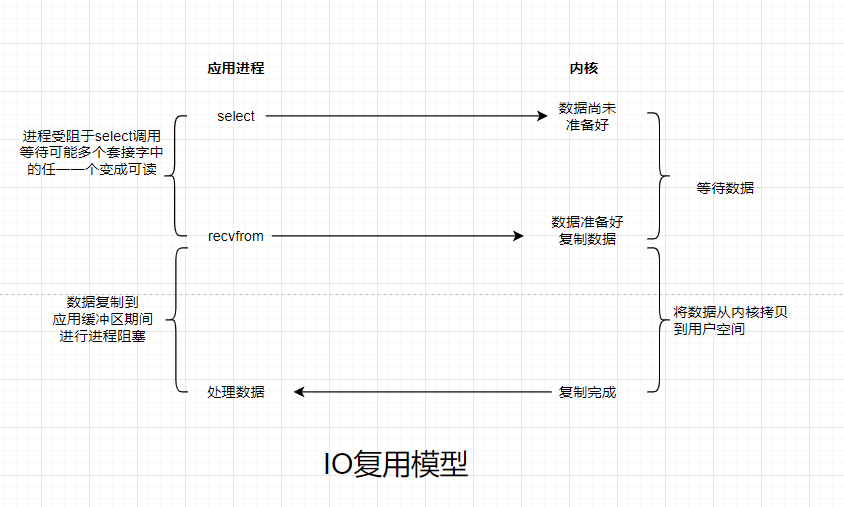 应用进程
内核
select
数据尚未
准备好
进程受阻于select调用
等待可能多个套接字中
的任一一个变成可读
等待数据
recvfrom
数据准备好
复制数据
数据复制到
应用缓冲区期间
进行进程阻塞
将数据从内核拷贝
到用户空间
处理数据
复制完成
IO复用模型